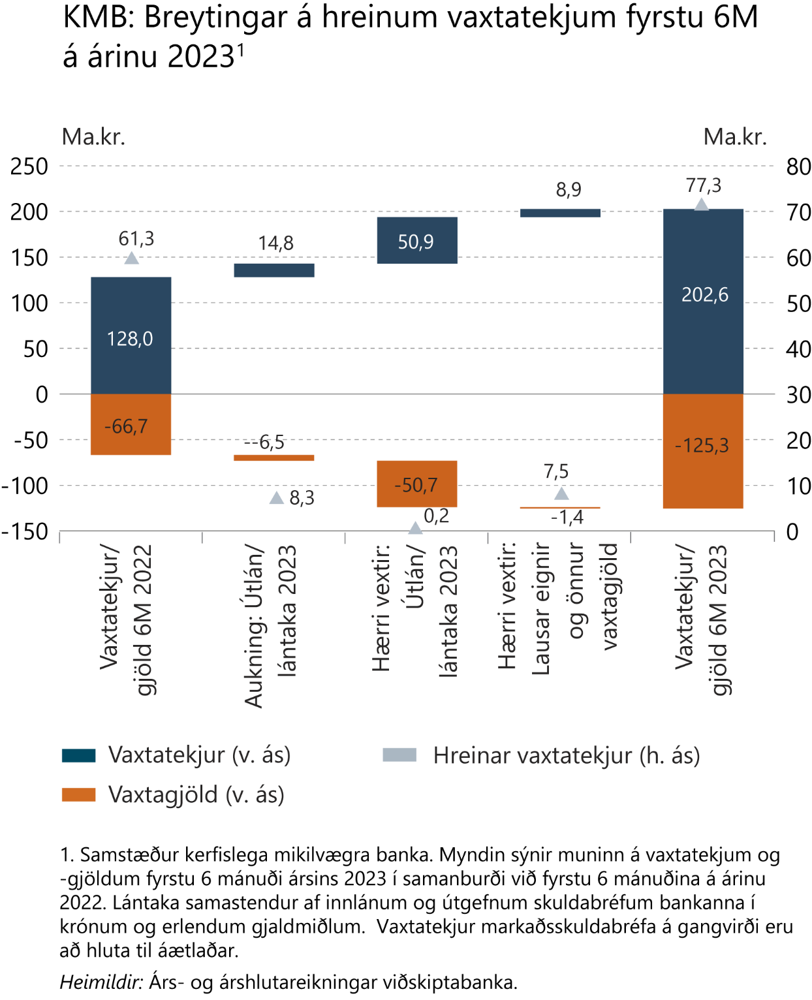 KMB: Breytingar á hreinum vaxtatekjum fyrstu 6M
á árinu 2023¹
Ma.kr.
Ma.kr.
250
200
150
100
50
0
-50
-100
-150
80
70
60
50
40
30
20
10
0
61,3
128,0
-66,7
14,8
--6,5
8,3
50,9
-50,7
0,2
8,9
7,5
-1,4
77,3
202,6
-125,3
Vaxtatekjur/
gjöld 6M 2022
Aukning: Útlán/
lántaka 2023
Hærri vextir:
Útlán/
lántaka 2023
Hærri vextir:
Lausar eignir
og önnur
vaxtagjöld
Vaxtatekjur/
gjöld 6M 2023
Vaxtatekjur (v. ás)
Hreinar vaxtatekjur (h. ás)
Vaxtagjöld (v. ás)
1. Samstæður kerfislega mikilvægra banka. Myndin sýnir muninn á vaxtatekjum og
-gjöldum fyrstu 6 mánuði ársins 2023 í samanburði við fyrstu 6 mánuðina á árinu
2022. Lántaka samastendur af innlánum og útgefnum skuldabréfum bankanna í
krónum og erlendum gjaldmiðlum.  Vaxtatekjur markaðsskuldabréfa á gangvirði eru
að hluta til áætlaðar.
Heimildir: Árs- og árshlutareikningar viðskiptabanka.